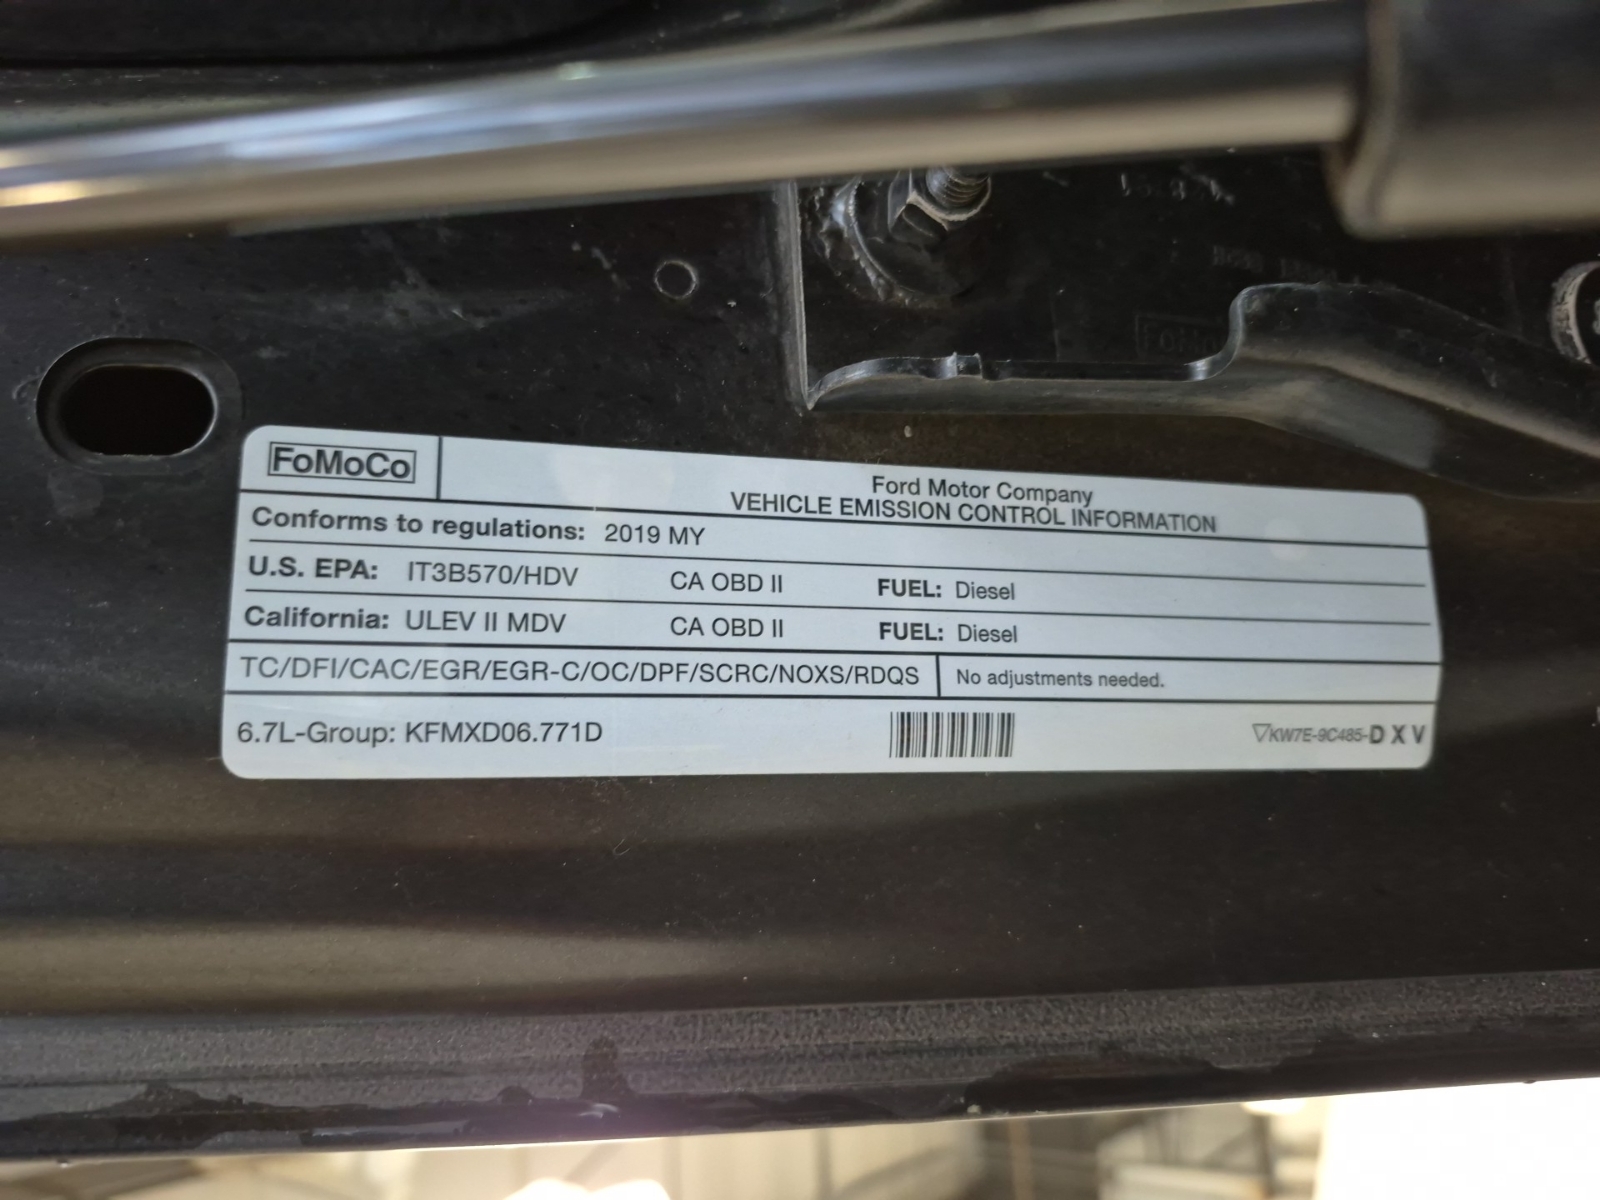 FoMoCo
Ford Motor Company
VEHICLE EMISSION CONTROL INFORMATION
Conforms to regulations: 2019 MY
U.S. EPA: IT3B570/HDV CA OBD II FUEL: Diesel
California: ULEV II MDV CA OBD II FUEL: Diesel
TC/DFI/CAC/EGR/EGR-C/OC/DPF/SCRC/NOXS/RDQS No adjustments needed.
6.7L-Group: KFMXD06.771D ▽KW7E-9C485-D X V
FoMoCo